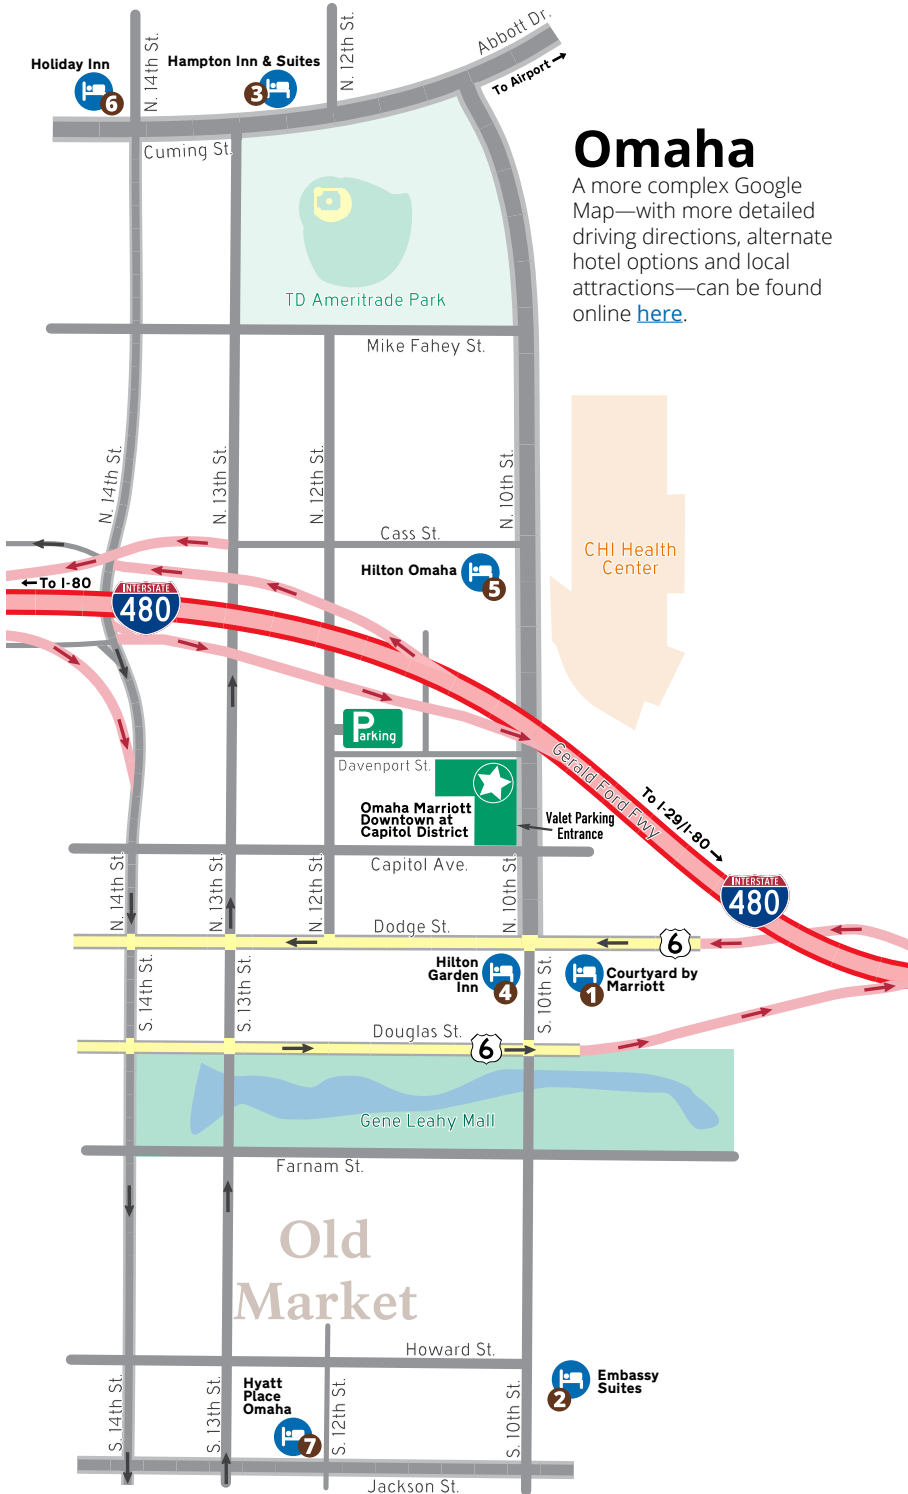 Abbott Dr.
To Airport
N. 14th St.
N. 12th St.
Holiday Inn
6
Hampton Inn & Suites
3
Cuming St.
Omaha
A more complex Google
Map—with more detailed
driving directions, alternate
hotel options and local
attractions—can be found
online here.
TD Ameritrade Park
Mike Fahey St.
N. 14th St.
N. 13th St.
N. 12th St.
N. 10th St.
Cass St.
CHI Health
Center
Hilton Omaha
5
To I-80
INTERSTATE
480
Parking
Davenport St.
Gerald Ford Fwy
To I-29/I-80
Omaha Marriott
Downtown at
Capitol District
Valet Parking
Entrance
Capitol Ave.
INTERSTATE
480
N. 14th St.
N. 13th St.
N. 12th St.
N. 10th St.
Dodge St.
6
Hilton
Garden
Inn
4
Courtyard by
Marriott
1
S. 14th St.
S. 13th St.
S. 10th St.
Douglas St.
6
Gene Leahy Mall
Farnam St.
Old
Market
Howard St.
Hyatt
Place
Omaha
7
Embassy
Suites
2
S. 14th St.
S. 13th St.
S. 12th St.
S. 10th St.
Jackson St.